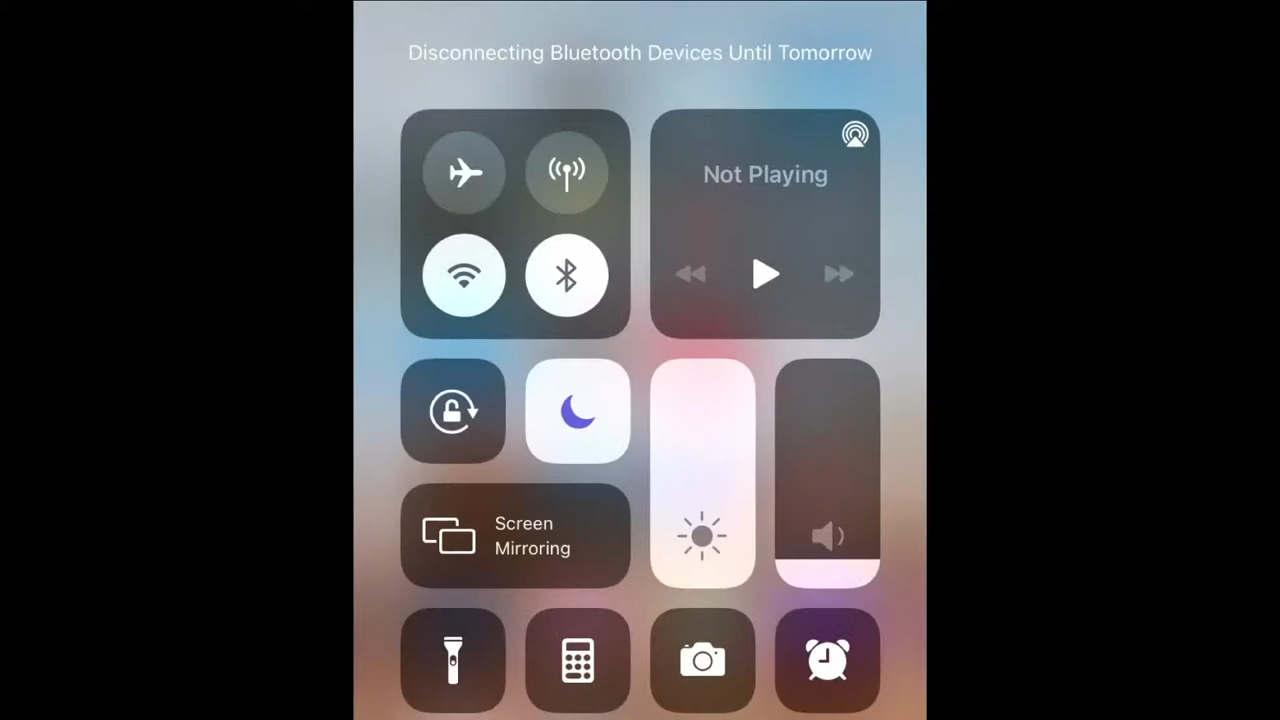 Disconnecting Bluetooth Devices Until Tomorrow
Not Playing
Screen
Mirroring